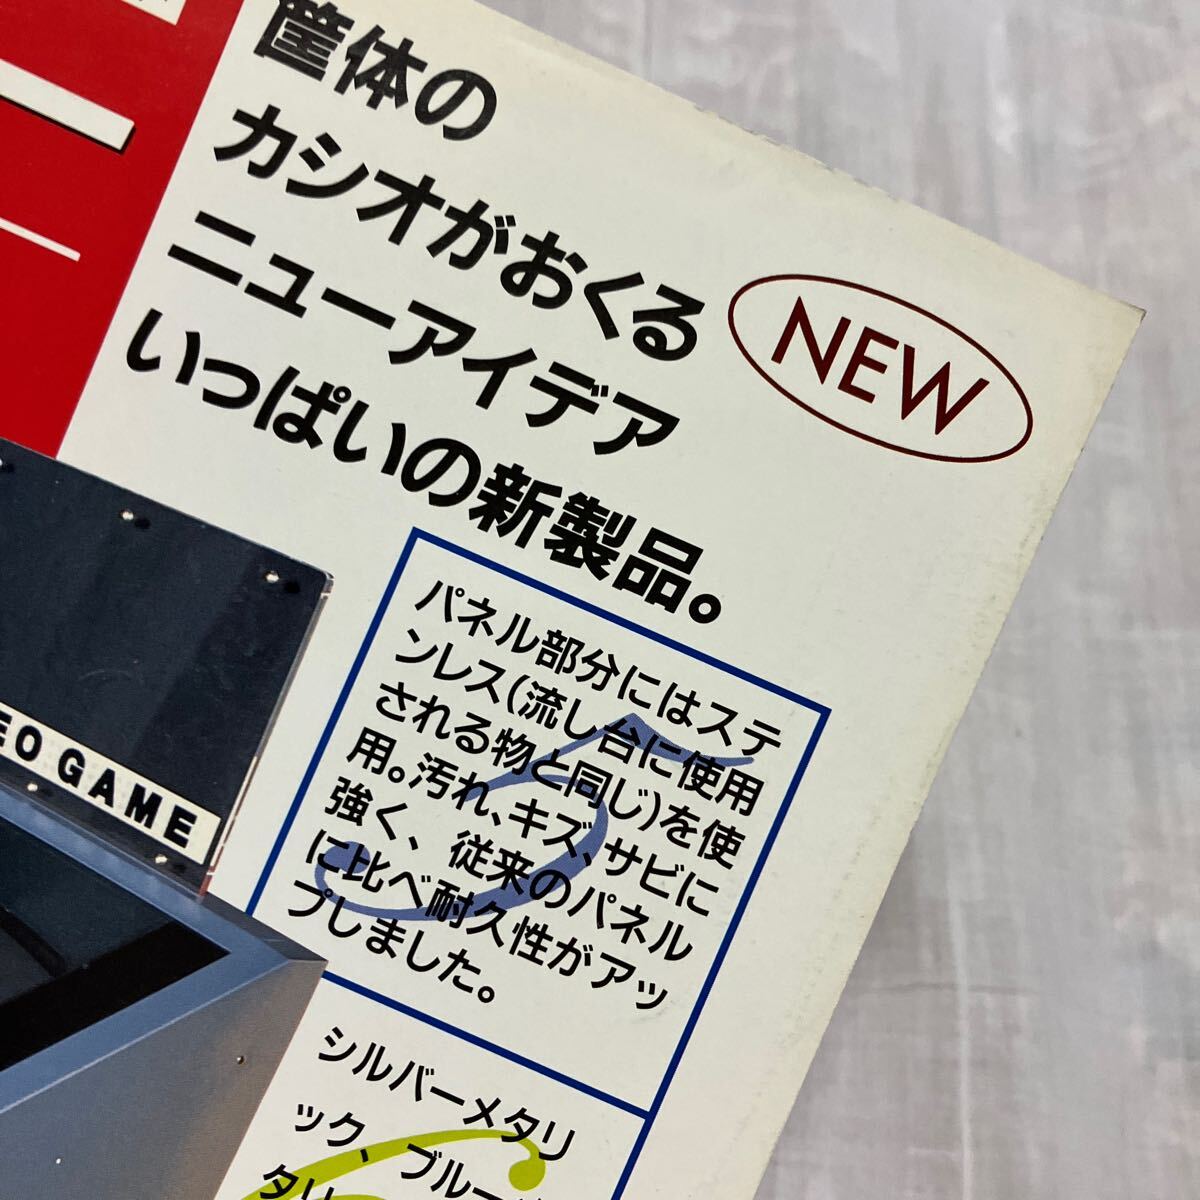 筐体の
カシオがおくる
ニューアイデア
いっぱいの新製品。
NEW
パネル部分にはステ
ンレス(流し台に使用
される物と同じ)を使
用。汚れ、キズ、サビに
強く、従来のパネル
に比べ耐久性がアッ
プしました。
5
EO GAME
シルバーメタリ
ック、ブルー
タリ
6